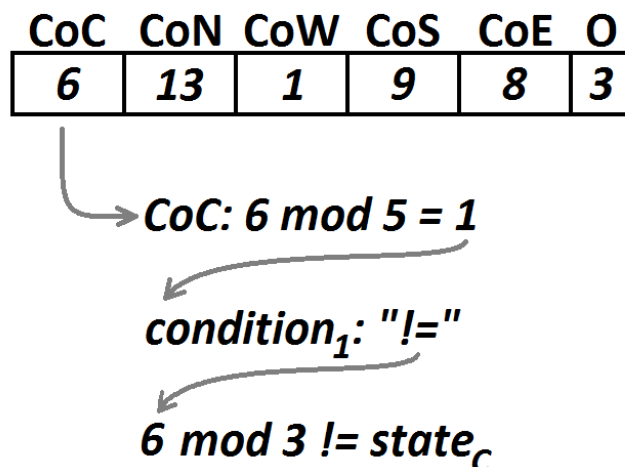 CoC CoN CoW CoS CoE O
6 13 1 9 8 3
CoC: 6 mod 5 = 1
condition₁: "!="
6 mod 3 != state_C